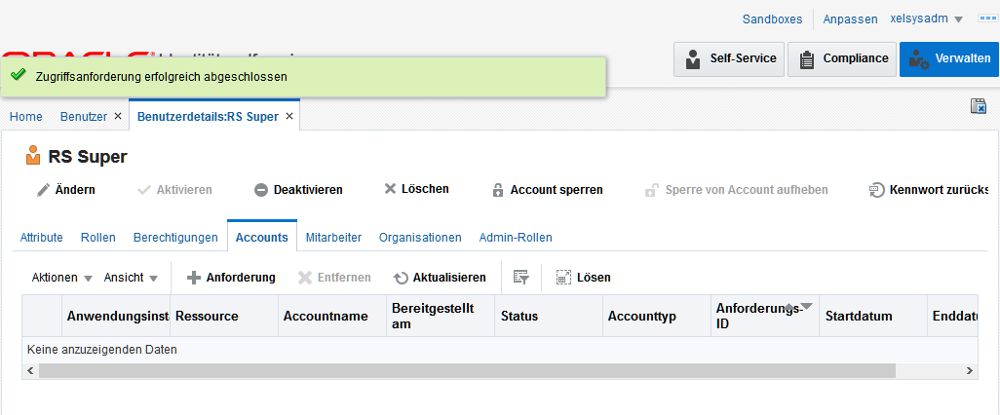 Sandboxes Anpassen xelsysadm
Self-Service Compliance Verwalten
Zugriffsanforderung erfolgreich abgeschlossen
Home Benutzer Benutzerdetails:RS Super
RS Super
Ändern Aktivieren Deaktivieren Löschen Account sperren Sperre von Account aufheben Kennwort zurücks
Attribute Rollen Berechtigungen Accounts Mitarbeiter Organisationen Admin-Rollen
Aktionen Ansicht Anforderung Entfernen Aktualisieren Lösen
Anwendungsinst Ressource Accountname Bereitgestellt am Status Accounttyp Anforderungs-ID Startdatum Enddatu
Keine anzuzeigenden Daten